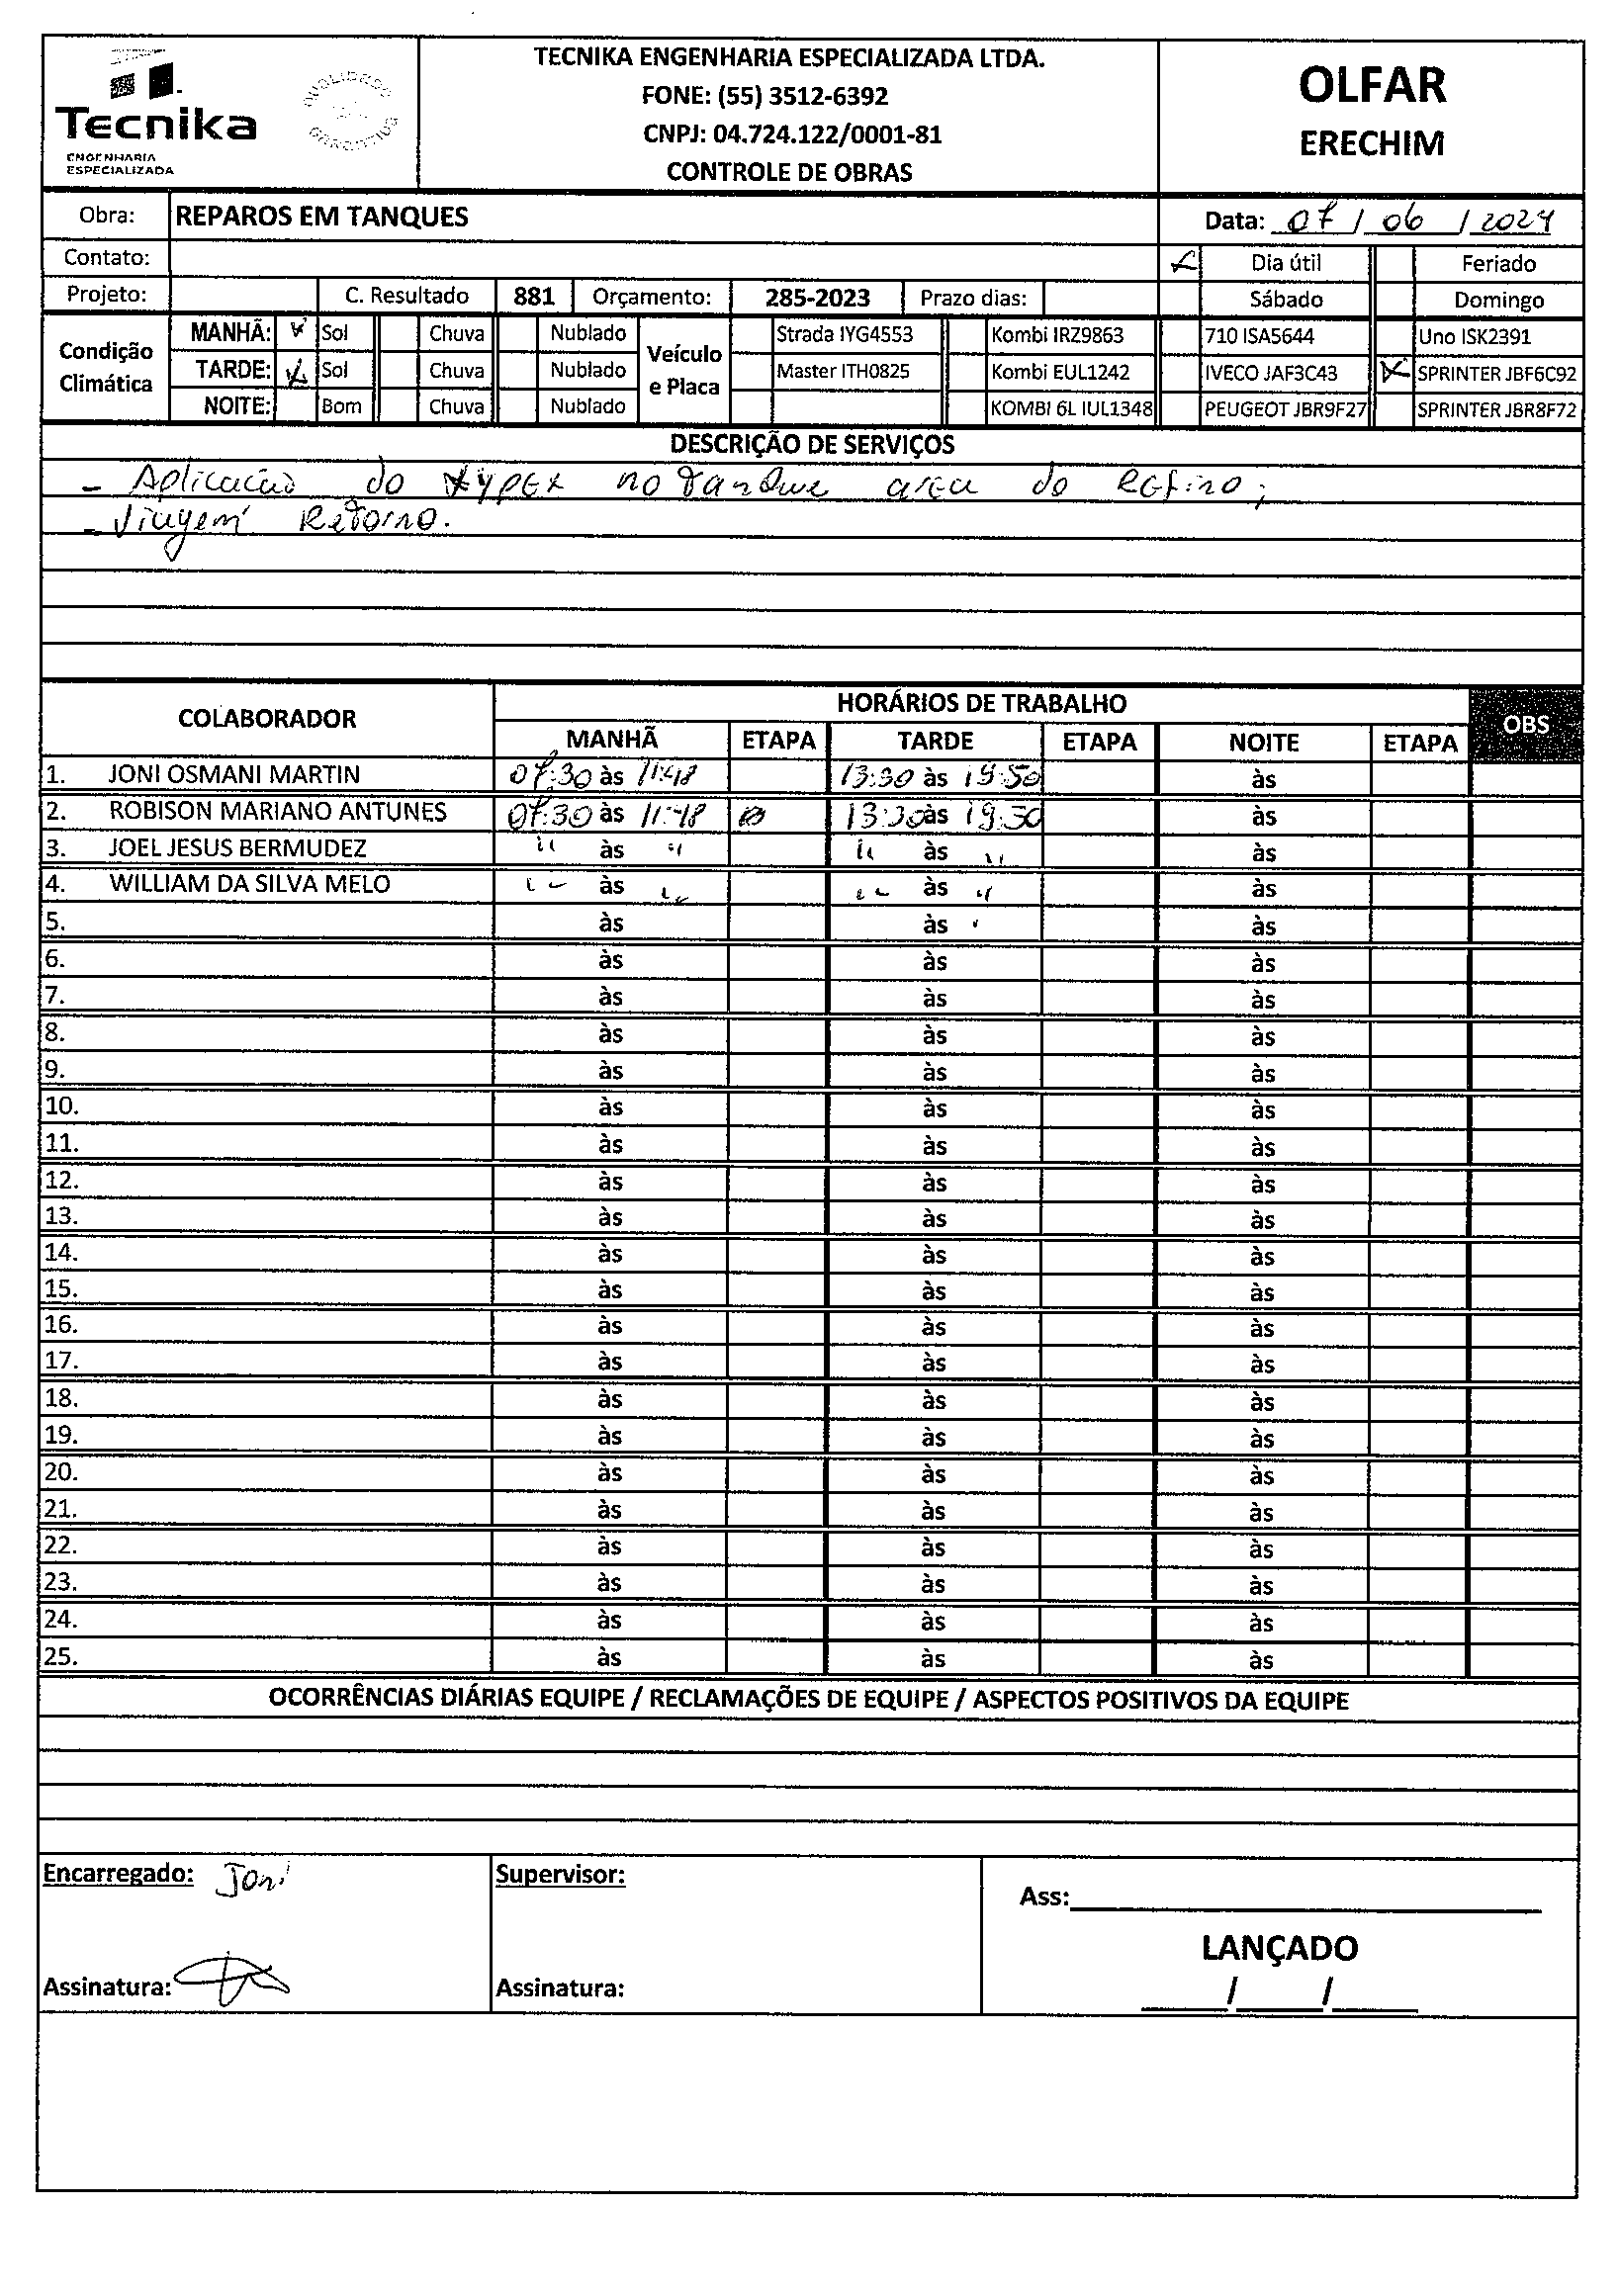 Tecnika
ENGENHARIA
ESPECIALIZADA
TECNIKA ENGENHARIA ESPECIALIZADA LTDA.
FONE: (55) 3512-6392
CNPJ: 04.724.122/0001-81
CONTROLE DE OBRAS
OLFAR
ERECHIM
Obra: REPAROS EM TANQUES Data: 07 / 06 / 2024
Contato: Dia útil Feriado
Projeto: C. Resultado 881 Orçamento: 285-2023 Prazo dias: Sábado Domingo
Condição Climática
MANHÃ: Sol Chuva Nublado
TARDE: Sol Chuva Nublado
NOITE: Bom Chuva Nublado
Veículo e Placa
Strada IYG4553 Kombi IRZ9863 710 ISA5644 Uno ISK2391
Master ITH0825 Kombi EUL1242 IVECO JAF3C43 SPRINTER JBF6C92
KOMBI 6L IUL1348 PEUGEOT JBR9F27 SPRINTER JBR8F72
DESCRIÇÃO DE SERVIÇOS
- Aplicacão do Xypex no tanque area do Refino;
- Viagem Retorno.
COLABORADOR HORÁRIOS DE TRABALHO OBS
MANHÃ ETAPA TARDE ETAPA NOITE ETAPA
1. JONI OSMANI MARTIN 07:30 às 11:48 13:30 às 19:50 às
2. ROBISON MARIANO ANTUNES 07:30 às 11:48 13:30 às 19:50 às
3. JOEL JESUS BERMUDEZ " às " " às " às
4. WILLIAM DA SILVA MELO " às " " às " às
5. às às às
6. às às às
7. às às às
8. às às às
9. às às às
10. às às às
11. às às às
12. às às às
13. às às às
14. às às às
15. às às às
16. às às às
17. às às às
18. às às às
19. às às às
20. às às às
21. às às às
22. às às às
23. às às às
24. às às às
25. às às às
OCORRÊNCIAS DIÁRIAS EQUIPE / RECLAMAÇÕES DE EQUIPE / ASPECTOS POSITIVOS DA EQUIPE
Encarregado: Joni
Assinatura:
Supervisor:
Assinatura:
Ass:
LANÇADO
/ /